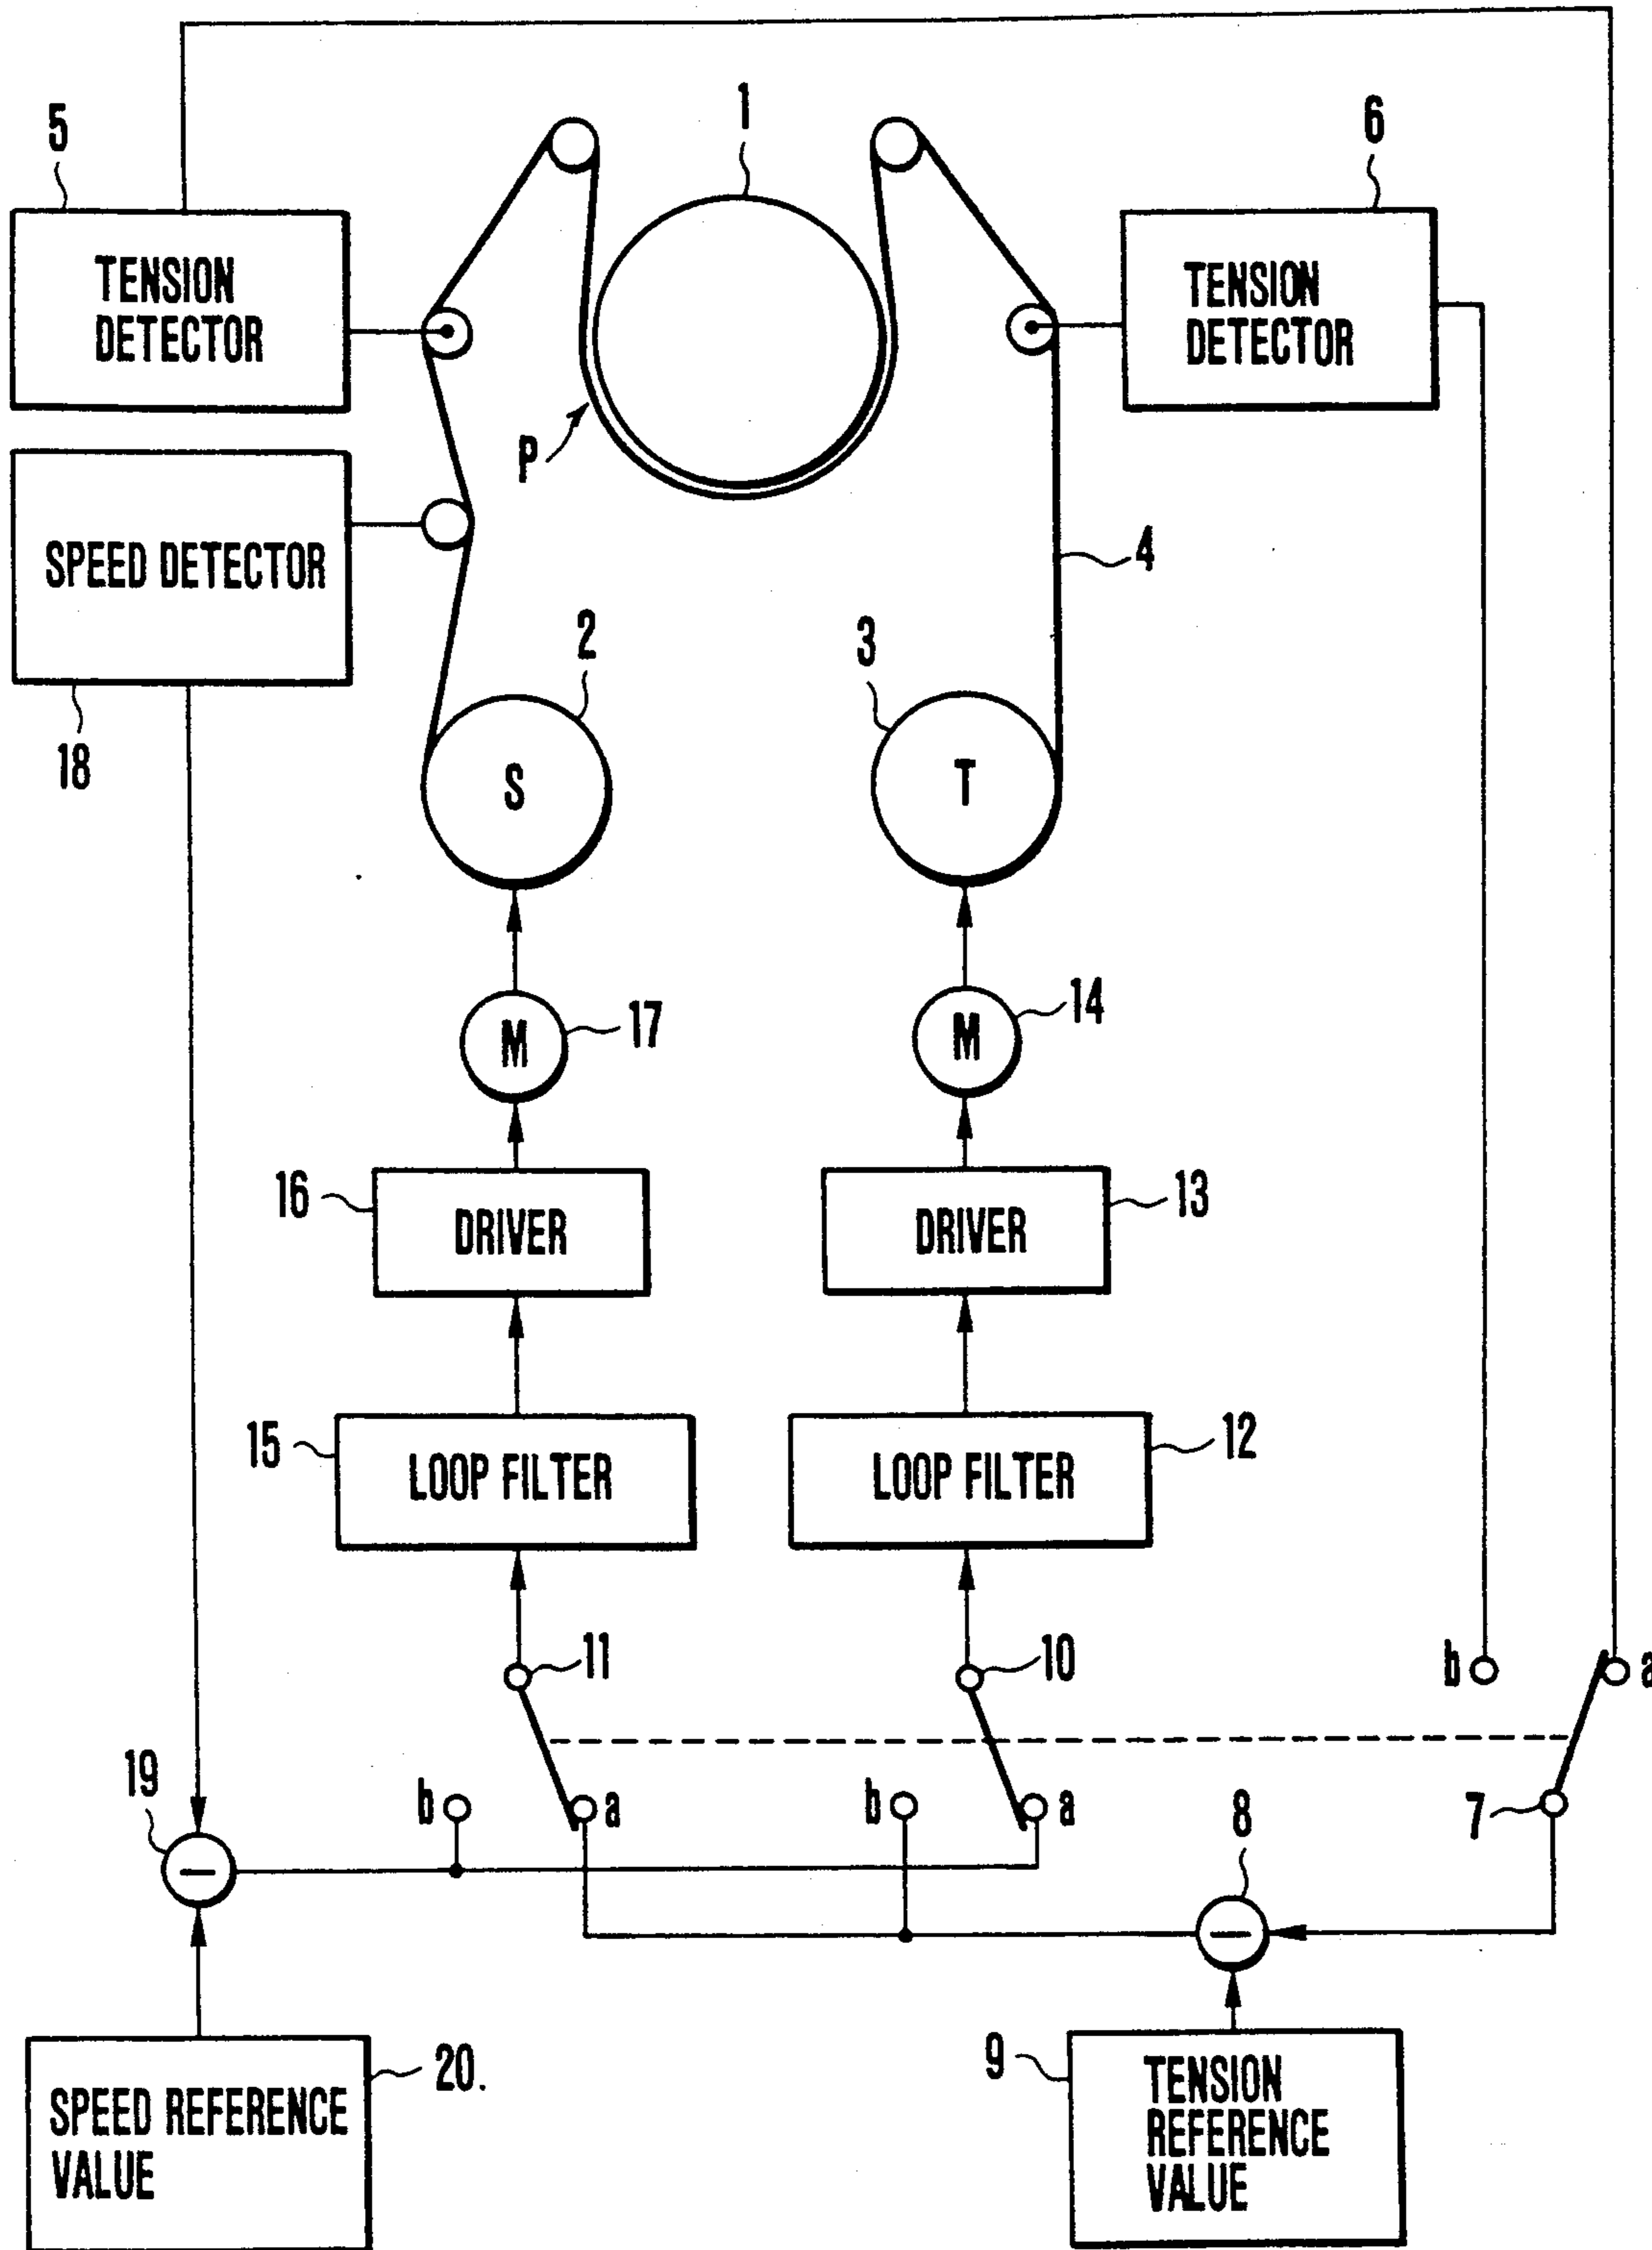 1
5
6
TENSION
DETECTOR
TENSION
DETECTOR
P
SPEED DETECTOR
4
2
3
18
S
T
17
14
M
M
16
13
DRIVER
DRIVER
15
12
LOOP FILTER
LOOP FILTER
11
10
b
a
19
b
a
b
a
7
8
20.
9
SPEED REFERENCE
VALUE
TENSION
REFERENCE
VALUE